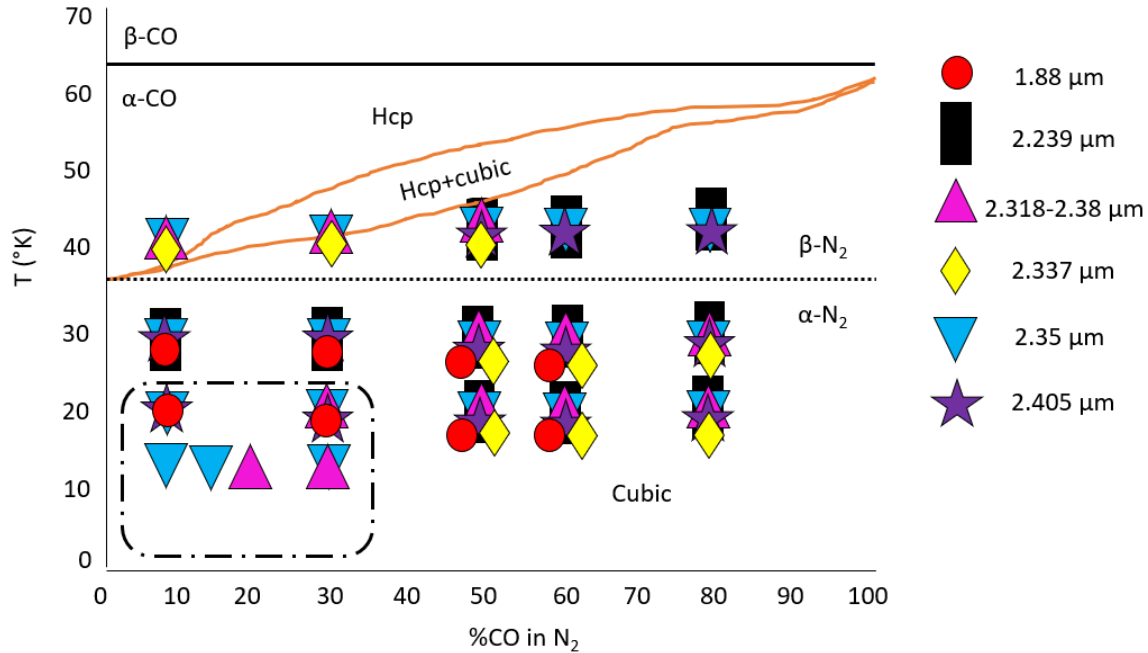 70
β-CO
60
α-CO
Hcp
50
Hcp+cubic
40
β-N₂
α-N₂
30
20
10
Cubic
0
T (°K)
0 10 20 30 40 50 60 70 80 90 100
%CO in N₂
1.88 µm
2.239 µm
2.318-2.38 µm
2.337 µm
2.35 µm
2.405 µm